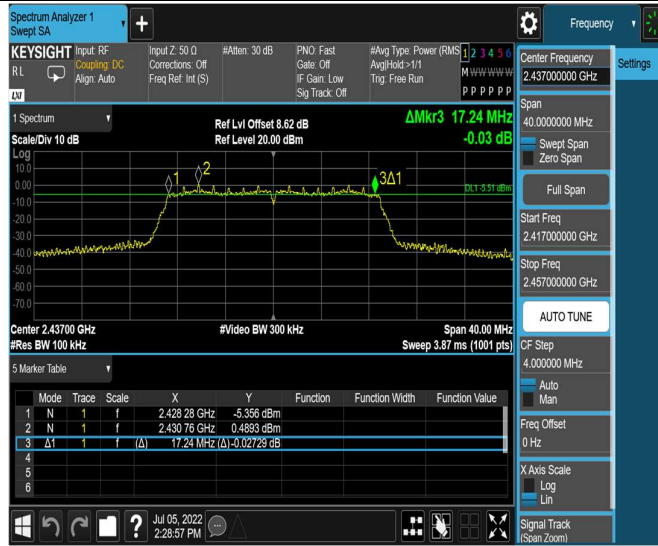 Spectrum Analyzer 1
Swept SA
+
Frequency
KEYSIGHT
RL
LXI
Input: RF
Coupling: DC
Align: Auto
Input Z: 50 Ω
Corrections: Off
Freq Ref: Int (S)
#Atten: 30 dB
PNO: Fast
Gate: Off
IF Gain: Low
Sig Track: Off
#Avg Type: Power (RMS
Avg|Hold:>1/1
Trig: Free Run
1 2 3 4 5 6
M W W W W W
P P P P P P
1 Spectrum
Scale/Div 10 dB
Ref Lvl Offset 8.62 dB
Ref Level 20.00 dBm
ΔMkr3 17.24 MHz
-0.03 dB
Log
10.0
0.00
-10.0
-20.0
-30.0
-40.0
-50.0
-60.0
-70.0
1
2
3Δ1
DL1 -5.51 dBm
Center 2.43700 GHz
#Res BW 100 kHz
#Video BW 300 kHz
Span 40.00 MHz
Sweep 3.87 ms (1001 pts)
5 Marker Table
Mode Trace Scale X Y Function Function Width Function Value
1 N 1 f 2.428 28 GHz -5.356 dBm
2 N 1 f 2.430 76 GHz 0.4893 dBm
3 Δ1 1 f (Δ) 17.24 MHz (Δ) -0.02729 dB
4
5
6
Jul 05, 2022
2:28:57 PM
Center Frequency
2.437000000 GHz
Settings
Span
40.0000000 MHz
Swept Span
Zero Span
Full Span
Start Freq
2.417000000 GHz
Stop Freq
2.457000000 GHz
AUTO TUNE
CF Step
4.000000 MHz
Auto
Man
Freq Offset
0 Hz
X Axis Scale
Log
Lin
Signal Track
(Span Zoom)